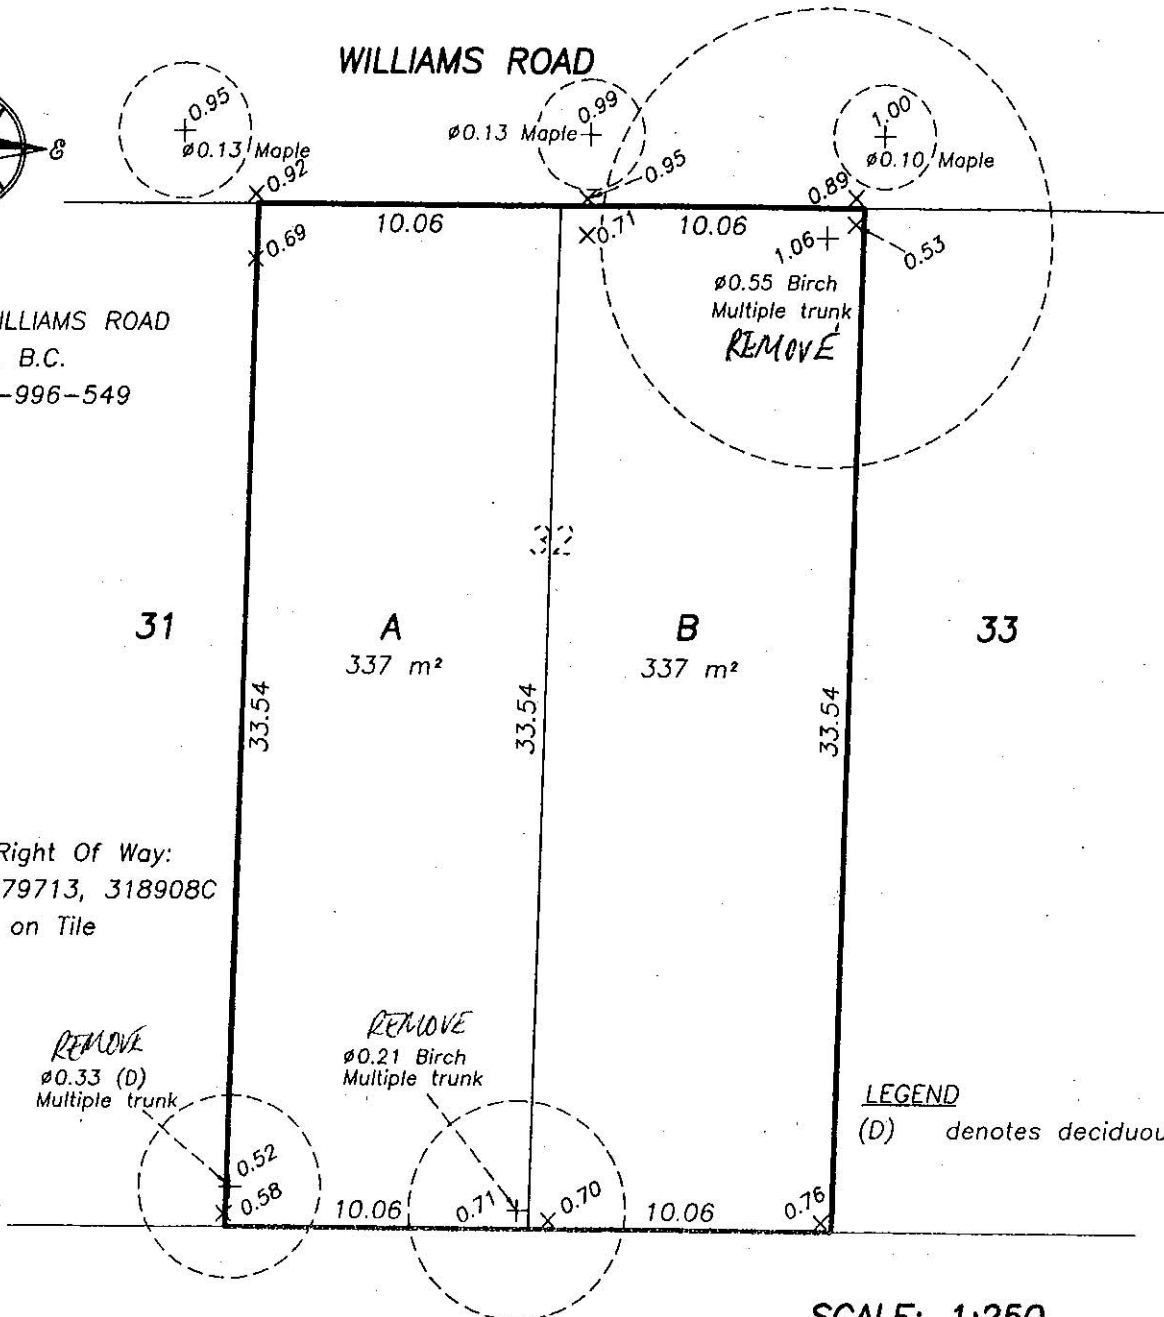 WILLIAMS ROAD
0.95
ø0.13 Maple
0.99
ø0.13 Maple
1.00
ø0.10 Maple
E
0.92
0.95
0.89
10.06
0.71
10.06
1.06
0.53
0.69
ø0.55 Birch
Multiple trunk
REMOVE
ILLIAMS ROAD
B.C.
-996-549
32
31
A
337 m²
B
337 m²
33
33.54
33.54
33.54
Right Of Way:
79713, 318908C
on Tile
REMOVE
ø0.33 (D)
Multiple trunk
REMOVE
ø0.21 Birch
Multiple trunk
LEGEND
(D) denotes deciduou
0.52
0.58
10.06
0.71
0.70
10.06
0.76
SCALE: 1:250